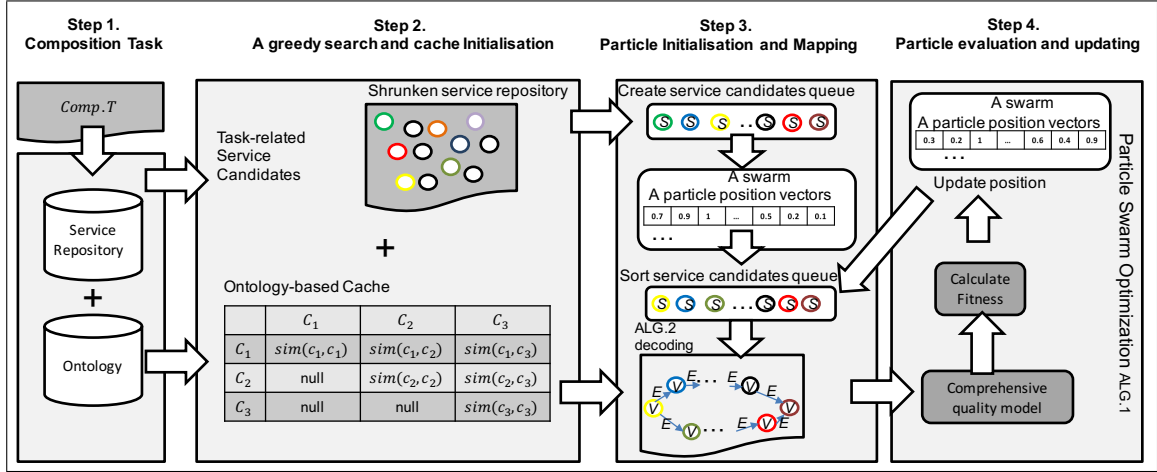 Step 1.
Composition Task
Comp.T
Service
Repository
+
Ontology
Step 2.
A greedy search and cache Initialisation
Shrunken service repository
Task-related
Service
Candidates
+
Ontology-based Cache
C1 C2 C3
C1 sim(c1,c1) sim(c1,c2) sim(c1,c3)
C2 null sim(c2,c2) sim(c2,c3)
C3 null null sim(c3,c3)
Step 3.
Particle Initialisation and Mapping
Create service candidates queue
S S S .. S S S
A swarm
A particle position vectors
0.7 0.9 1 ... 0.5 0.2 0.1
...
Sort service candidates queue
S S S ... S S S
ALG.2
decoding
E V E ... V E
V V
E V ... E V E
Step 4.
Particle evaluation and updating
A swarm
A particle position vectors
0.3 0.2 1 ... 0.6 0.4 0.9
...
Update position
Calculate
Fitness
Comprehensive
quality model
Particle Swarm Optimization ALG.1